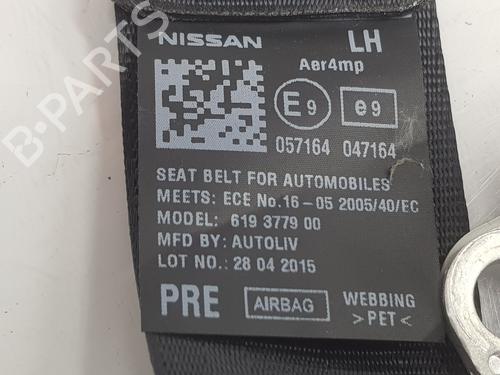 NISSAN LH
Aer4mp
E9 e9
057164 047164
SEAT BELT FOR AUTOMOBILES
MEETS: ECE No.16-05 2005/40/EC
MODEL: 619 3779 00
MFD BY: AUTOLIV
LOT NO.: 28 04 2015
PRE AIRBAG WEBBING
>PET<
B-PARTS